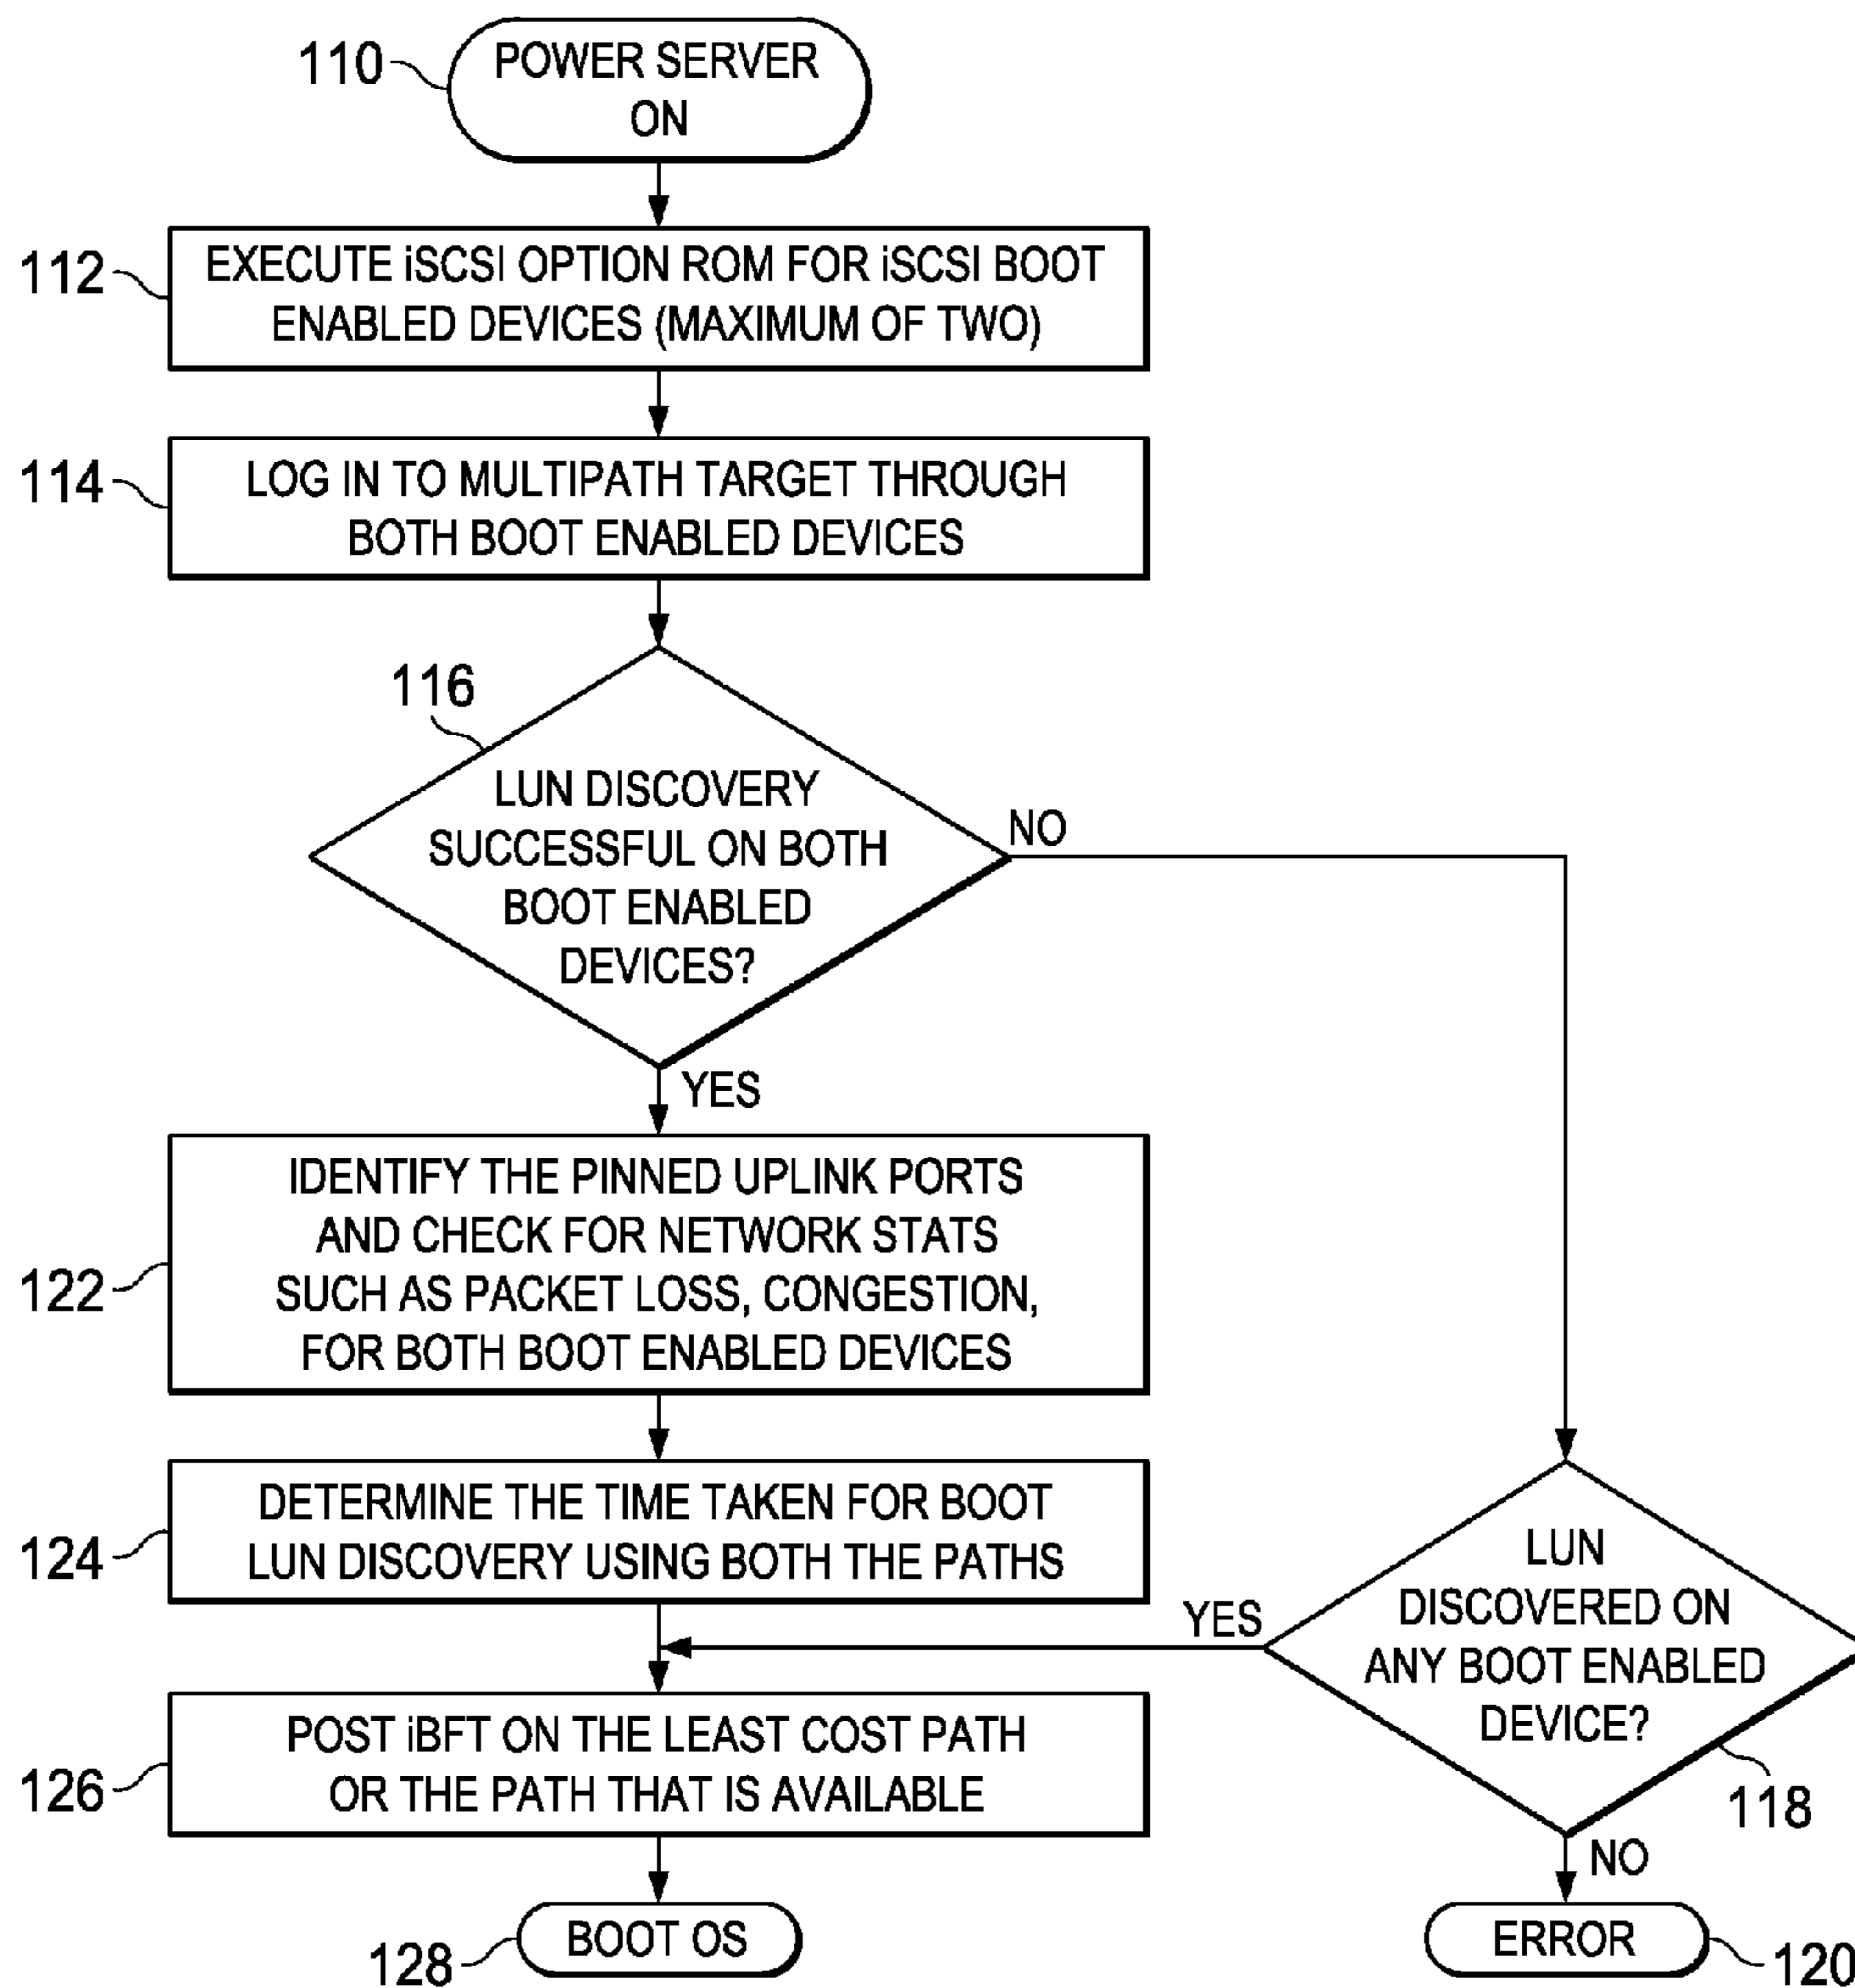 110
POWER SERVER
ON
112
EXECUTE iSCSI OPTION ROM FOR iSCSI BOOT
ENABLED DEVICES (MAXIMUM OF TWO)
114
LOG IN TO MULTIPATH TARGET THROUGH
BOTH BOOT ENABLED DEVICES
116
LUN DISCOVERY
SUCCESSFUL ON BOTH
BOOT ENABLED
DEVICES?
NO
YES
122
IDENTIFY THE PINNED UPLINK PORTS
AND CHECK FOR NETWORK STATS
SUCH AS PACKET LOSS, CONGESTION,
FOR BOTH BOOT ENABLED DEVICES
124
DETERMINE THE TIME TAKEN FOR BOOT
LUN DISCOVERY USING BOTH THE PATHS
YES
LUN
DISCOVERED ON
ANY BOOT ENABLED
DEVICE?
118
NO
126
POST iBFT ON THE LEAST COST PATH
OR THE PATH THAT IS AVAILABLE
128
BOOT OS
ERROR
120